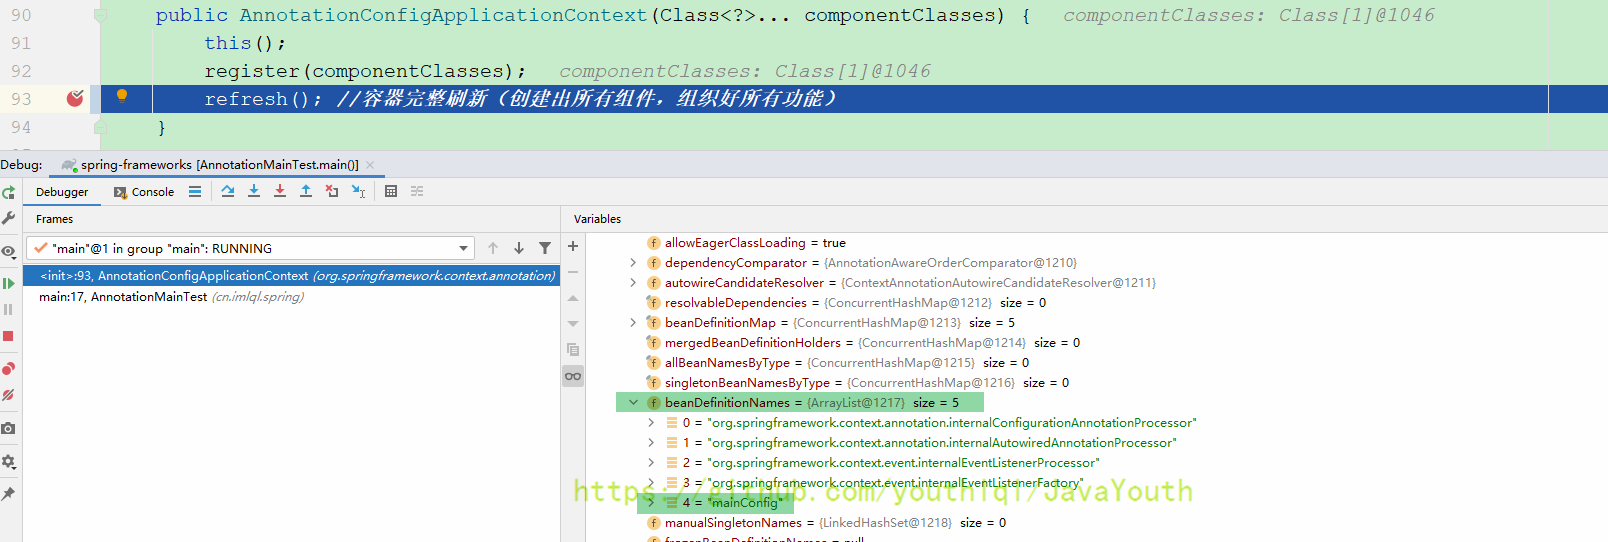 90 public AnnotationConfigApplicationContext(Class<?>... componentClasses) { componentClasses: Class[1]@1046
91 this();
92 register(componentClasses); componentClasses: Class[1]@1046
93 refresh(); //容器完整刷新（创建出所有组件，组织好所有功能）
94 }
Debug: spring-frameworks [AnnotationMainTest.main()] ×
Debugger Console
Frames
Variables
"main"@1 in group "main": RUNNING
<init>:93, AnnotationConfigApplicationContext (org.springframework.context.annotation)
main:17, AnnotationMainTest (cn.imlql.spring)
allowEagerClassLoading = true
dependencyComparator = {AnnotationAwareOrderComparator@1210}
autowireCandidateResolver = {ContextAnnotationAutowireCandidateResolver@1211}
resolvableDependencies = {ConcurrentHashMap@1212} size = 0
beanDefinitionMap = {ConcurrentHashMap@1213} size = 5
mergedBeanDefinitionHolders = {ConcurrentHashMap@1214} size = 0
allBeanNamesByType = {ConcurrentHashMap@1215} size = 0
singletonBeanNamesByType = {ConcurrentHashMap@1216} size = 0
beanDefinitionNames = {ArrayList@1217} size = 5
0 = "org.springframework.context.annotation.internalConfigurationAnnotationProcessor"
1 = "org.springframework.context.annotation.internalAutowiredAnnotationProcessor"
2 = "org.springframework.context.event.internalEventListenerProcessor"
3 = "org.springframework.context.event.internalEventListenerFactory"
https://github.com/youthlql/JavaYouth
4 = "mainConfig"
manualSingletonNames = {LinkedHashSet@1218} size = 0
frozenBeanDefinitionNames = null